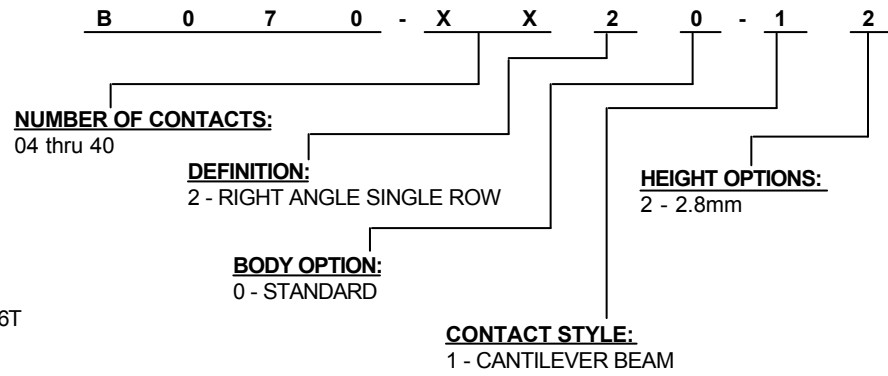 B 0 7 0 - X X 2 0 - 1 2
NUMBER OF CONTACTS:
04 thru 40
DEFINITION:
2 - RIGHT ANGLE SINGLE ROW
HEIGHT OPTIONS:
2 - 2.8mm
BODY OPTION:
0 - STANDARD
6T
CONTACT STYLE:
1 - CANTILEVER BEAM